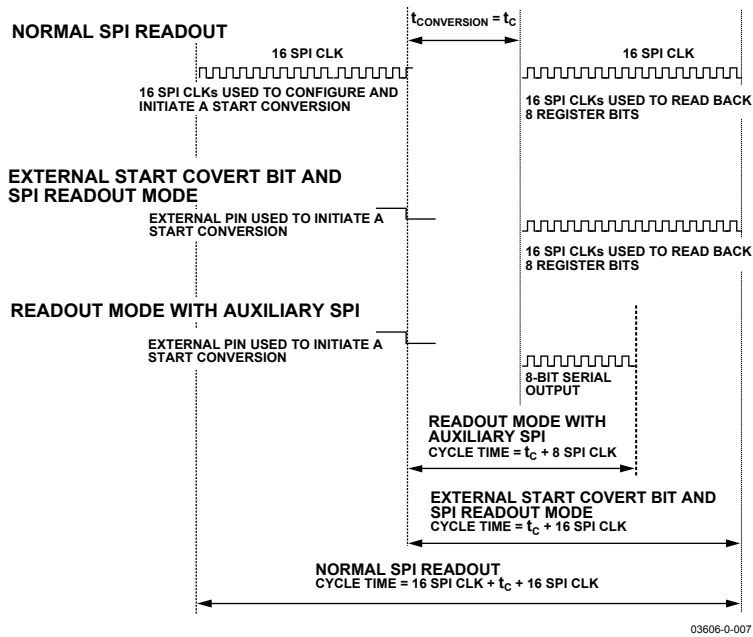 tCONVERSION = tC
NORMAL SPI READOUT
16 SPI CLK
16 SPI CLK
16 SPI CLKs USED TO CONFIGURE AND
INITIATE A START CONVERSION
16 SPI CLKs USED TO READ BACK
8 REGISTER BITS
EXTERNAL START COVERT BIT AND
SPI READOUT MODE
EXTERNAL PIN USED TO INITIATE A
START CONVERSION
16 SPI CLKs USED TO READ BACK
8 REGISTER BITS
READOUT MODE WITH AUXILIARY SPI
EXTERNAL PIN USED TO INITIATE A
START CONVERSION
8-BIT SERIAL
OUTPUT
READOUT MODE WITH
AUXILIARY SPI
CYCLE TIME = tC + 8 SPI CLK
EXTERNAL START COVERT BIT AND
SPI READOUT MODE
CYCLE TIME = tC + 16 SPI CLK
NORMAL SPI READOUT
CYCLE TIME = 16 SPI CLK + tC + 16 SPI CLK
03606-0-007